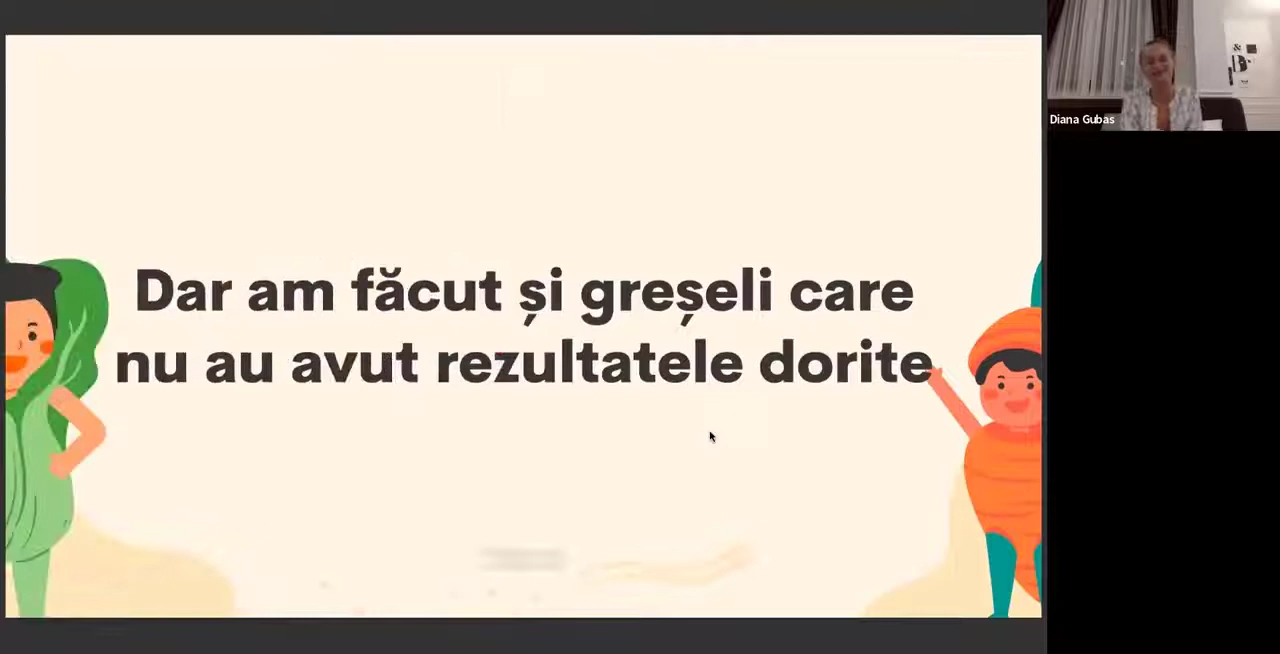 Dar am făcut și greșeli care
nu au avut rezultatele dorite
Diana Gubas